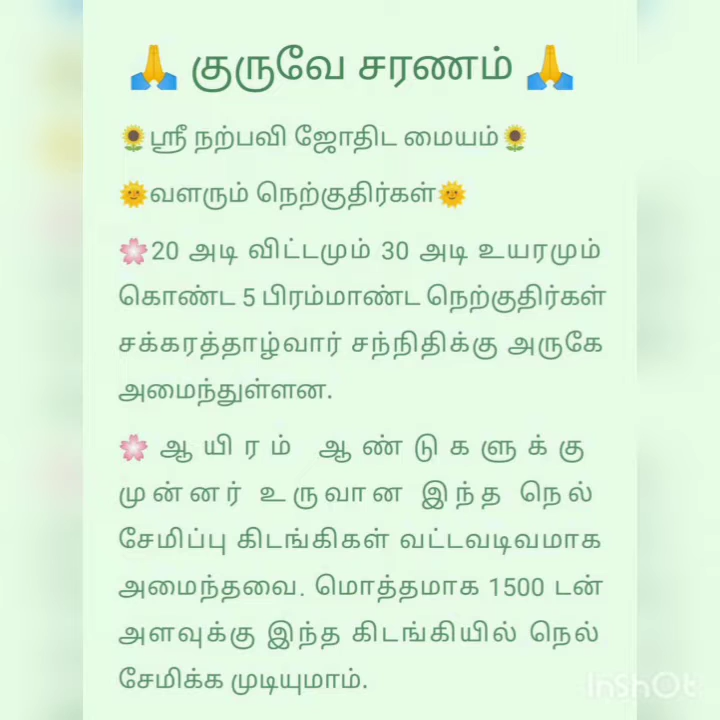 🙏 குருவே சரணம் 🙏
🌻ஸ்ரீ நற்பவி ஜோதிட மையம்🌻
🌞வளரும் நெற்குதிர்கள்🌞
🌸20 அடி விட்டமும் 30 அடி உயரமும்
கொண்ட 5 பிரம்மாண்ட நெற்குதிர்கள்
சக்கரத்தாழ்வார் சந்நிதிக்கு அருகே
அமைந்துள்ளன.
🌸 ஆயிரம் ஆண்டுகளுக்கு
முன்னர் உருவான இந்த நெல்
சேமிப்பு கிடங்கிகள் வட்டவடிவமாக
அமைந்தவை. மொத்தமாக 1500 டன்
அளவுக்கு இந்த கிடங்கியில் நெல்
சேமிக்க முடியுமாம்.
InShOt